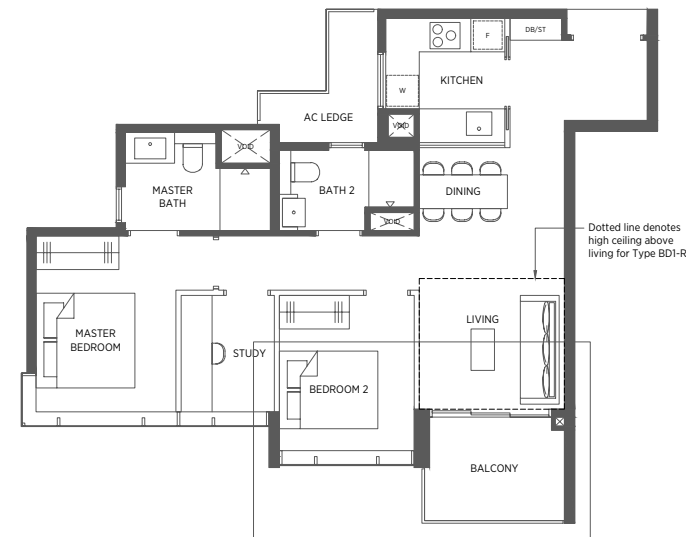 DB/ST
F
KITCHEN
W
AC LEDGE
VOID
VOID
MASTER
BATH
BATH 2
DINING
VOID
Dotted line denotes
high ceiling above
living for Type BD1-R
LIVING
MASTER
BEDROOM
STUDY
BEDROOM 2
BALCONY